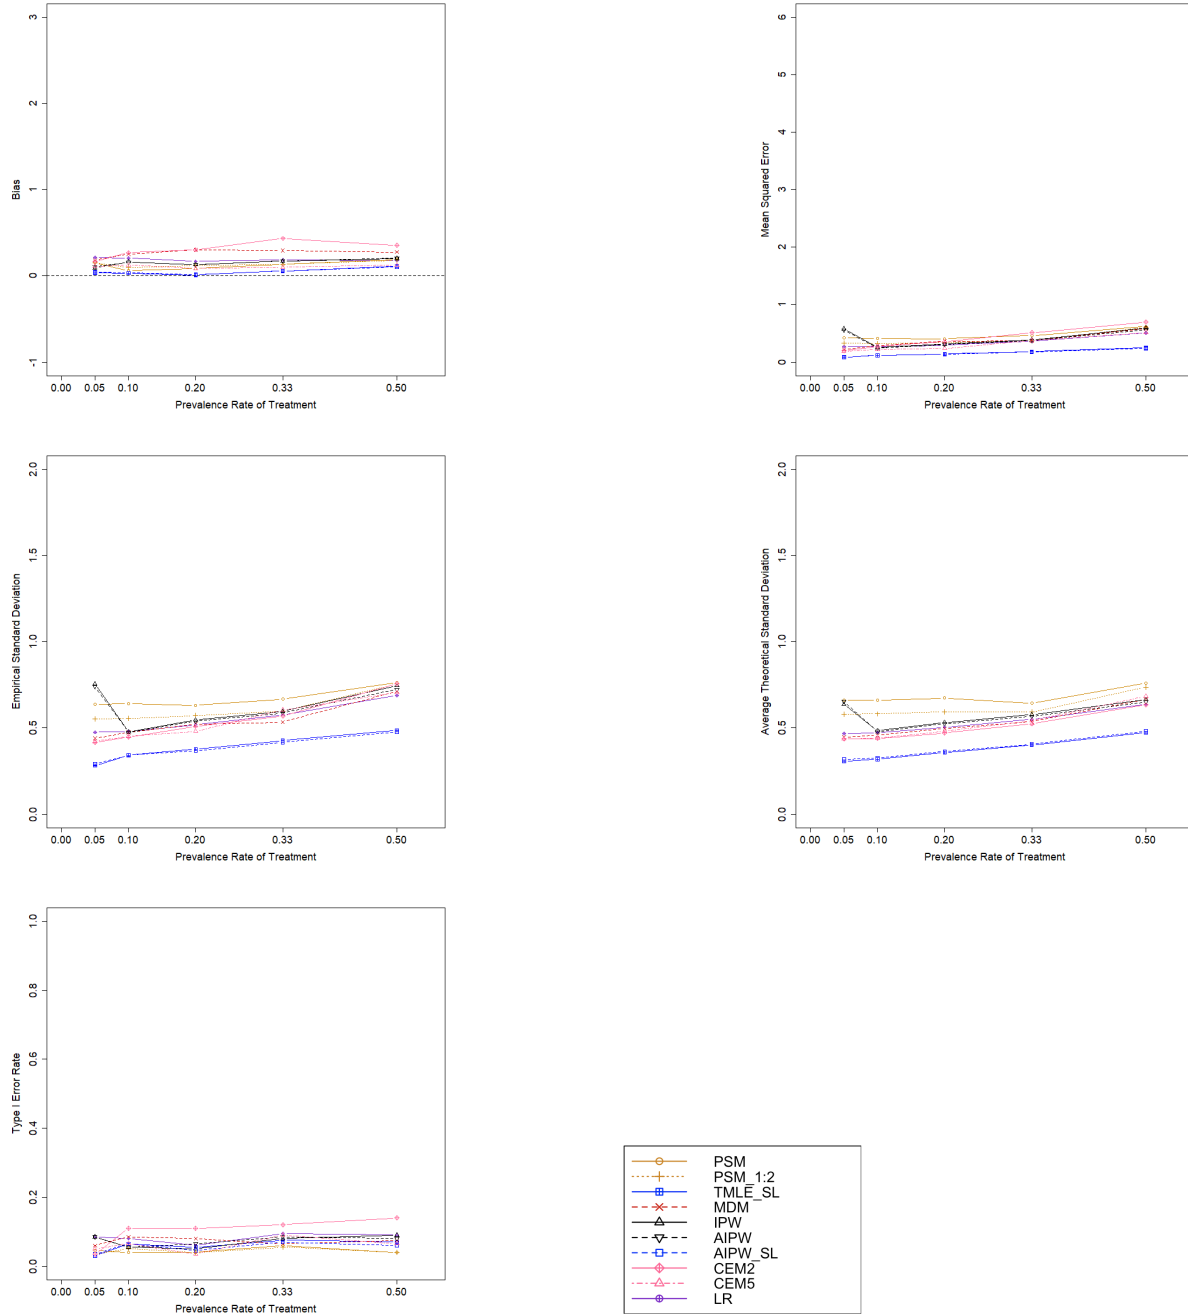 3
2
1
0
-1
Bias
0.00 0.05 0.10 0.20 0.33 0.50
Prevalence Rate of Treatment
6
5
4
3
2
1
0
Mean Squared Error
0.00 0.05 0.10 0.20 0.33 0.50
Prevalence Rate of Treatment
2.0
1.5
1.0
0.5
0.0
Empirical Standard Deviation
0.00 0.05 0.10 0.20 0.33 0.50
Prevalence Rate of Treatment
2.0
1.5
1.0
0.5
0.0
Average Theoretical Standard Deviation
0.00 0.05 0.10 0.20 0.33 0.50
Prevalence Rate of Treatment
1.0
0.8
0.6
0.4
0.2
0.0
Type I Error Rate
0.00 0.05 0.10 0.20 0.33 0.50
Prevalence Rate of Treatment
PSM
PSM_1:2
TMLE_SL
MDM
IPW
AIPW
AIPW_SL
CEM2
CEM5
LR